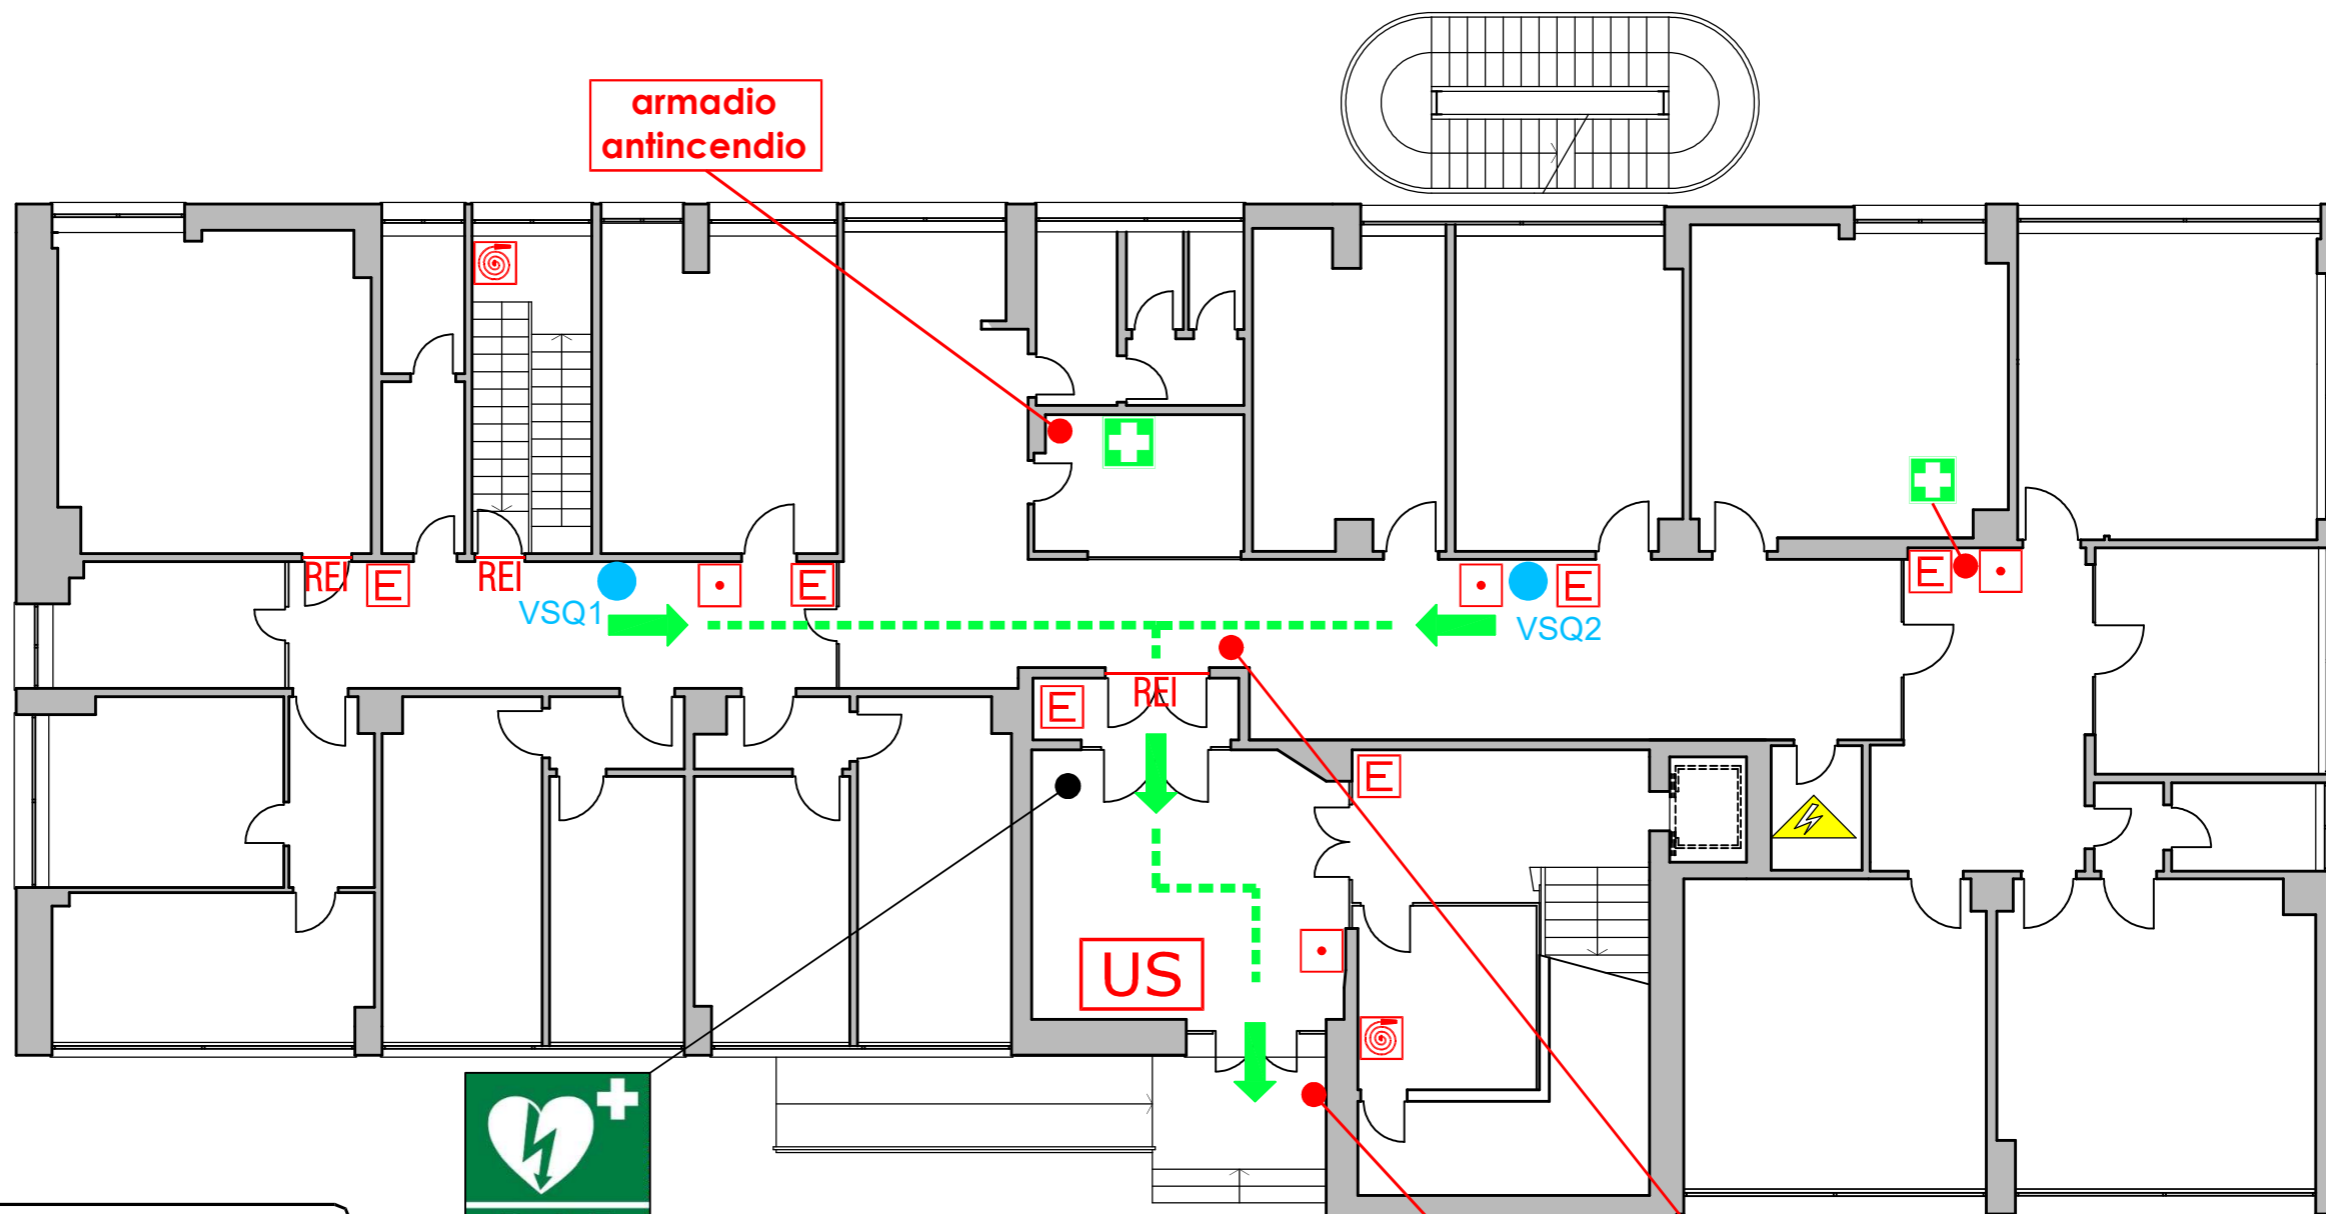 armadio
antincendio
REI
E
REI
E
E
E
VSQ1
VSQ2
REI
E
E
US